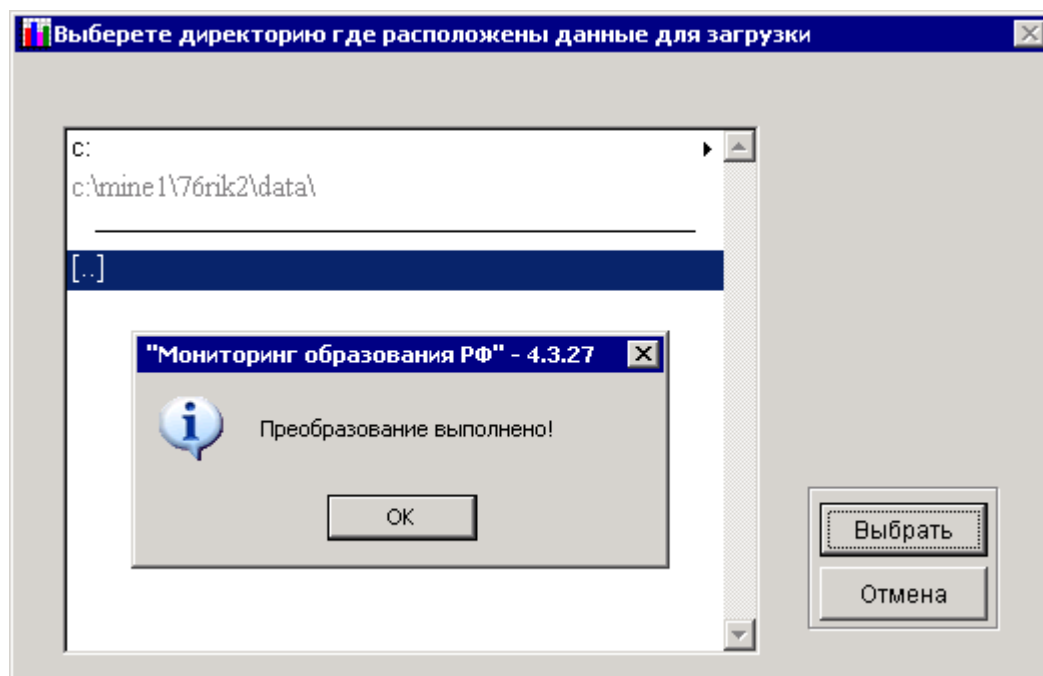 Выберете директорию где расположены данные для загрузки
c:
c:\mine1\76rik2\data\
[..]
"Мониторинг образования РФ" - 4.3.27
Преобразование выполнено!
OK
Выбрать
Отмена